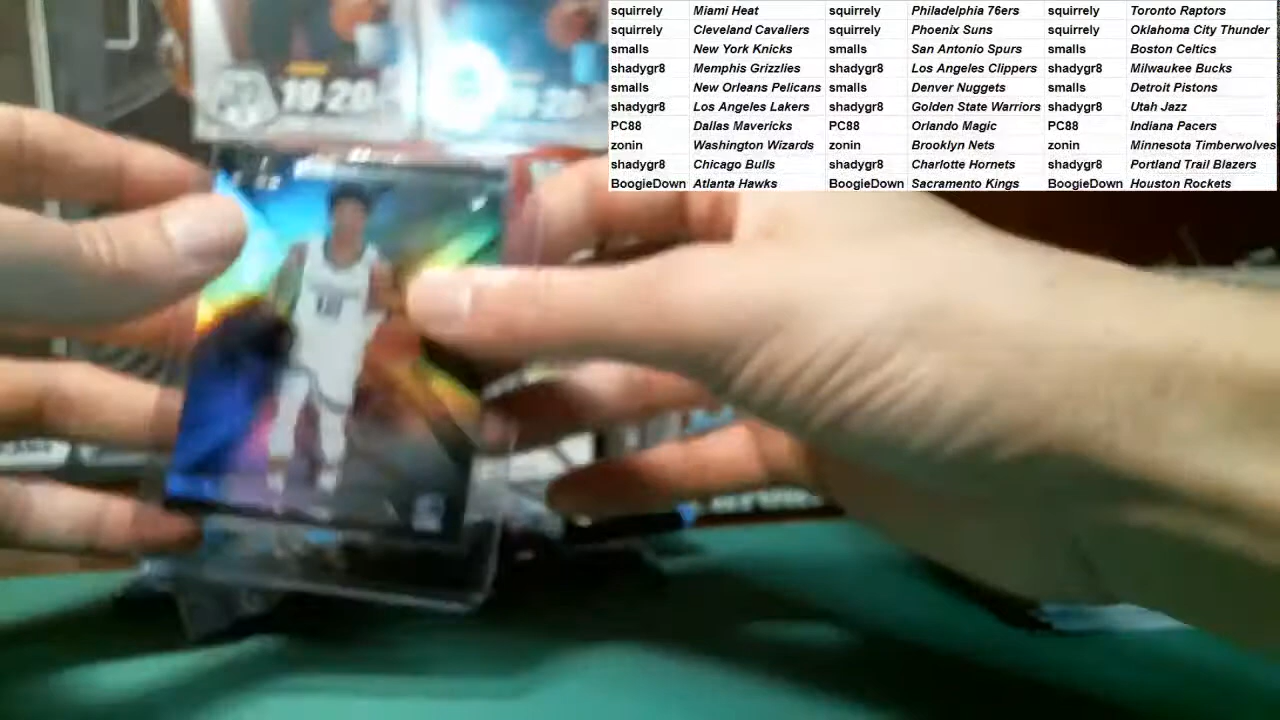 squirrely Miami Heat squirrely Philadelphia 76ers squirrely Toronto Raptors
squirrely Cleveland Cavaliers squirrely Phoenix Suns squirrely Oklahoma City Thunder
smalls New York Knicks smalls San Antonio Spurs smalls Boston Celtics
shadygr8 Memphis Grizzlies shadygr8 Los Angeles Clippers shadygr8 Milwaukee Bucks
smalls New Orleans Pelicans smalls Denver Nuggets smalls Detroit Pistons
shadygr8 Los Angeles Lakers shadygr8 Golden State Warriors shadygr8 Utah Jazz
PC88 Dallas Mavericks PC88 Orlando Magic PC88 Indiana Pacers
zonin Washington Wizards zonin Brooklyn Nets zonin Minnesota Timberwolves
shadygr8 Chicago Bulls shadygr8 Charlotte Hornets shadygr8 Portland Trail Blazers
BoogieDown Atlanta Hawks BoogieDown Sacramento Kings BoogieDown Houston Rockets
19-20